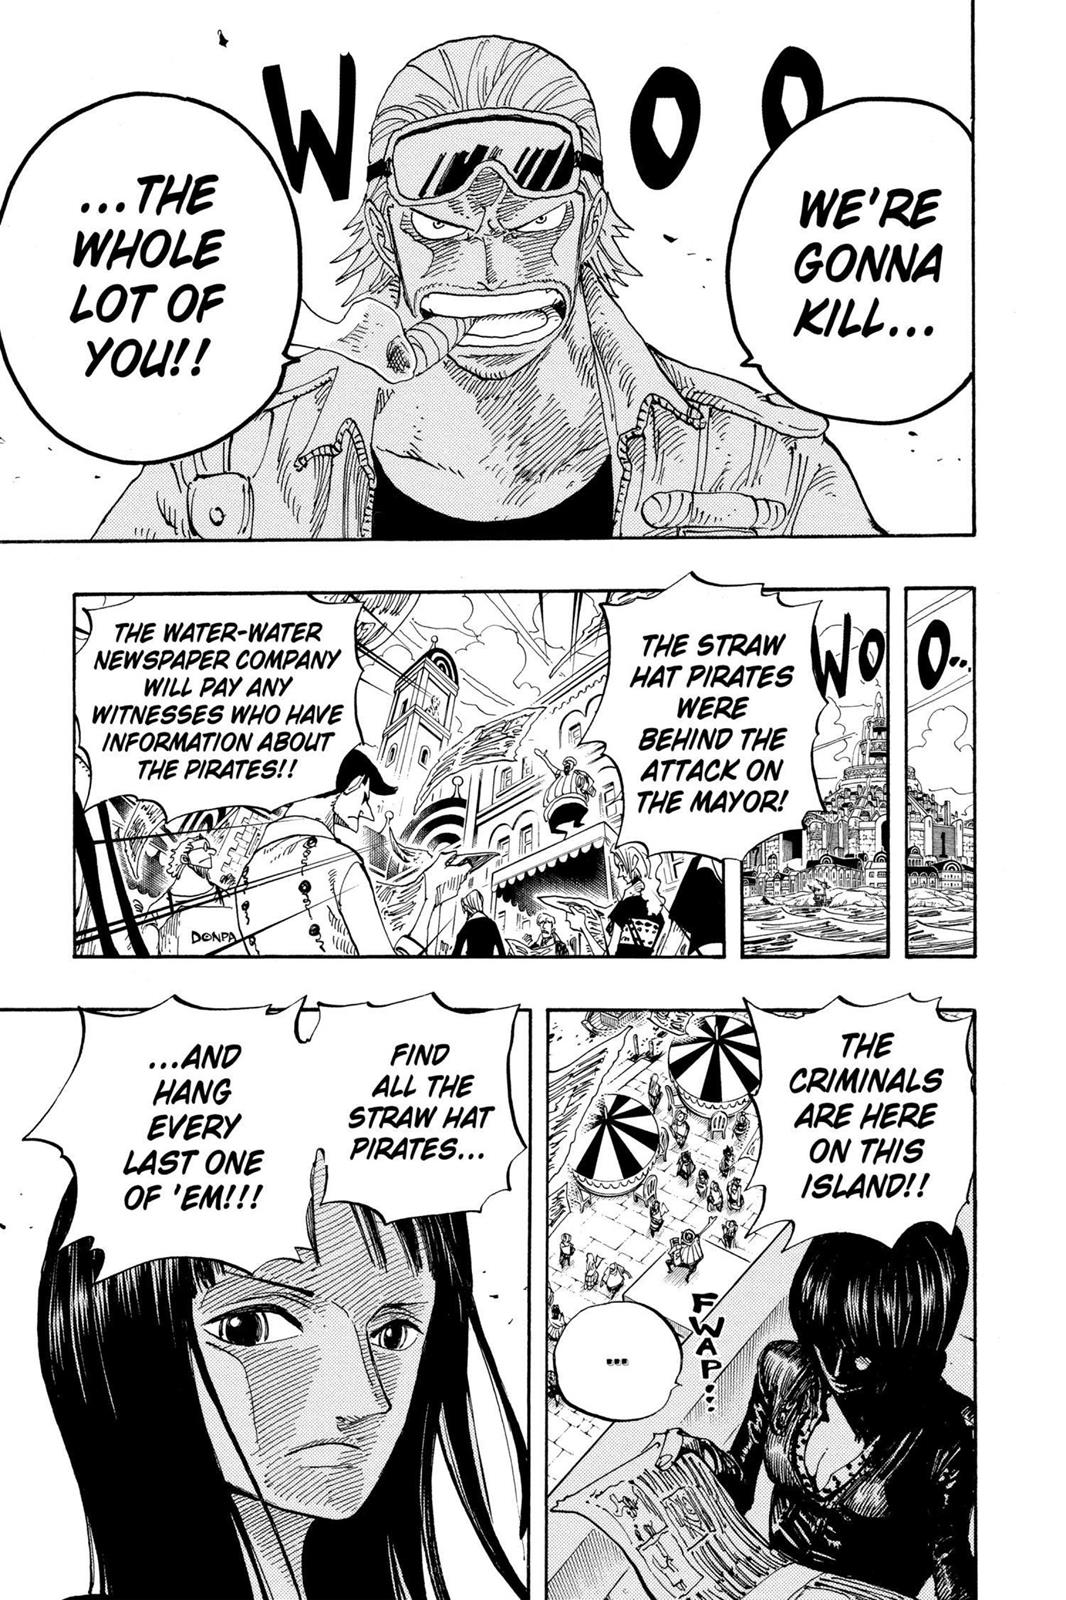 WOOO
WE'RE
GONNA
KILL...
...THE
WHOLE
LOT OF
YOU!!
O...
WO
THE STRAW
HAT PIRATES
WERE
BEHIND THE
ATTACK ON
THE MAYOR!
THE WATER-WATER
NEWSPAPER COMPANY
WILL PAY ANY
WITNESSES WHO HAVE
INFORMATION ABOUT
THE PIRATES!!
DONPA
THE
CRIMINALS
ARE HERE
ON THIS
ISLAND!!
FWAP...
...
FIND
ALL THE
STRAW HAT
PIRATES...
...AND
HANG
EVERY
LAST ONE
OF 'EM!!!